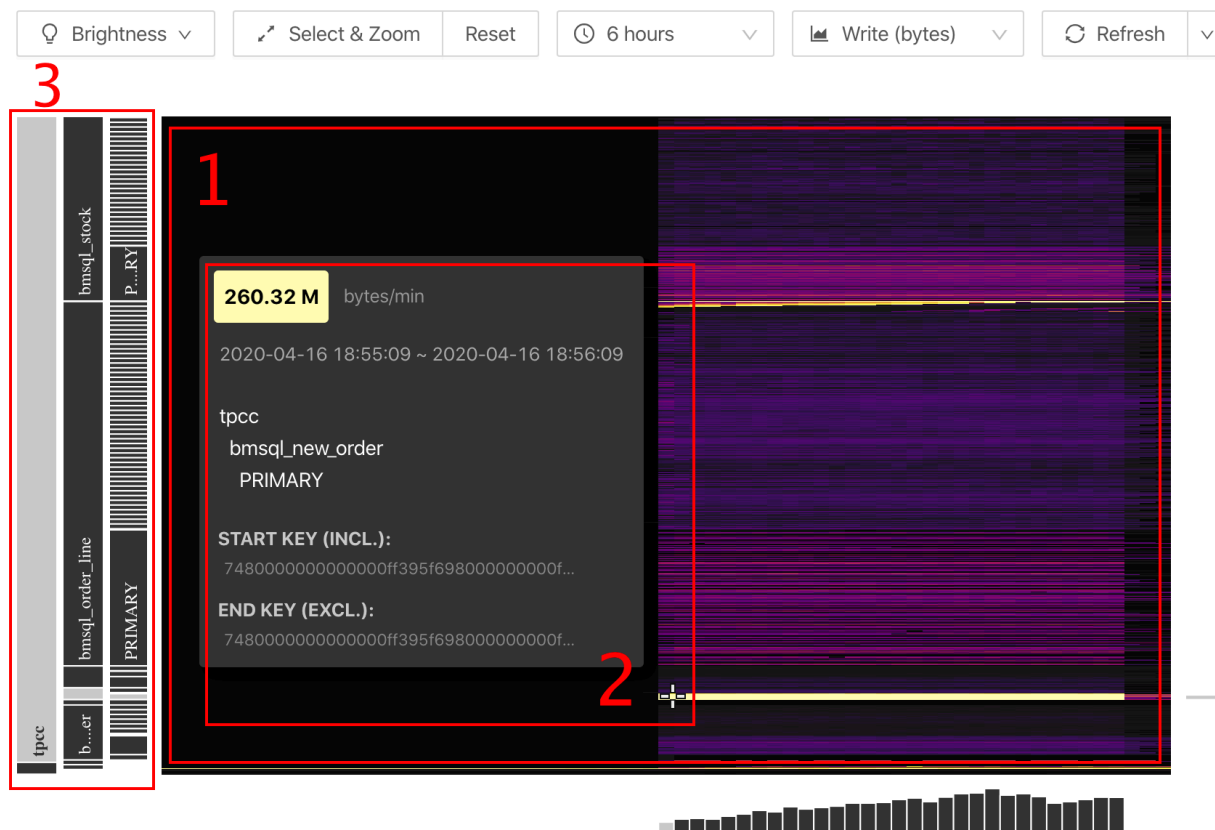 Brightness
Select & Zoom
Reset
6 hours
Write (bytes)
Refresh
3
1
bmsql_stock
P....RY
260.32 M bytes/min
2020-04-16 18:55:09 ~ 2020-04-16 18:56:09
tpcc
bmsql_new_order
PRIMARY
START KEY (INCL.):
7480000000000000ff395f698000000000f...
END KEY (EXCL.):
7480000000000000ff395f698000000000f...
2
bmsql_order_line
PRIMARY
tpcc
b....er